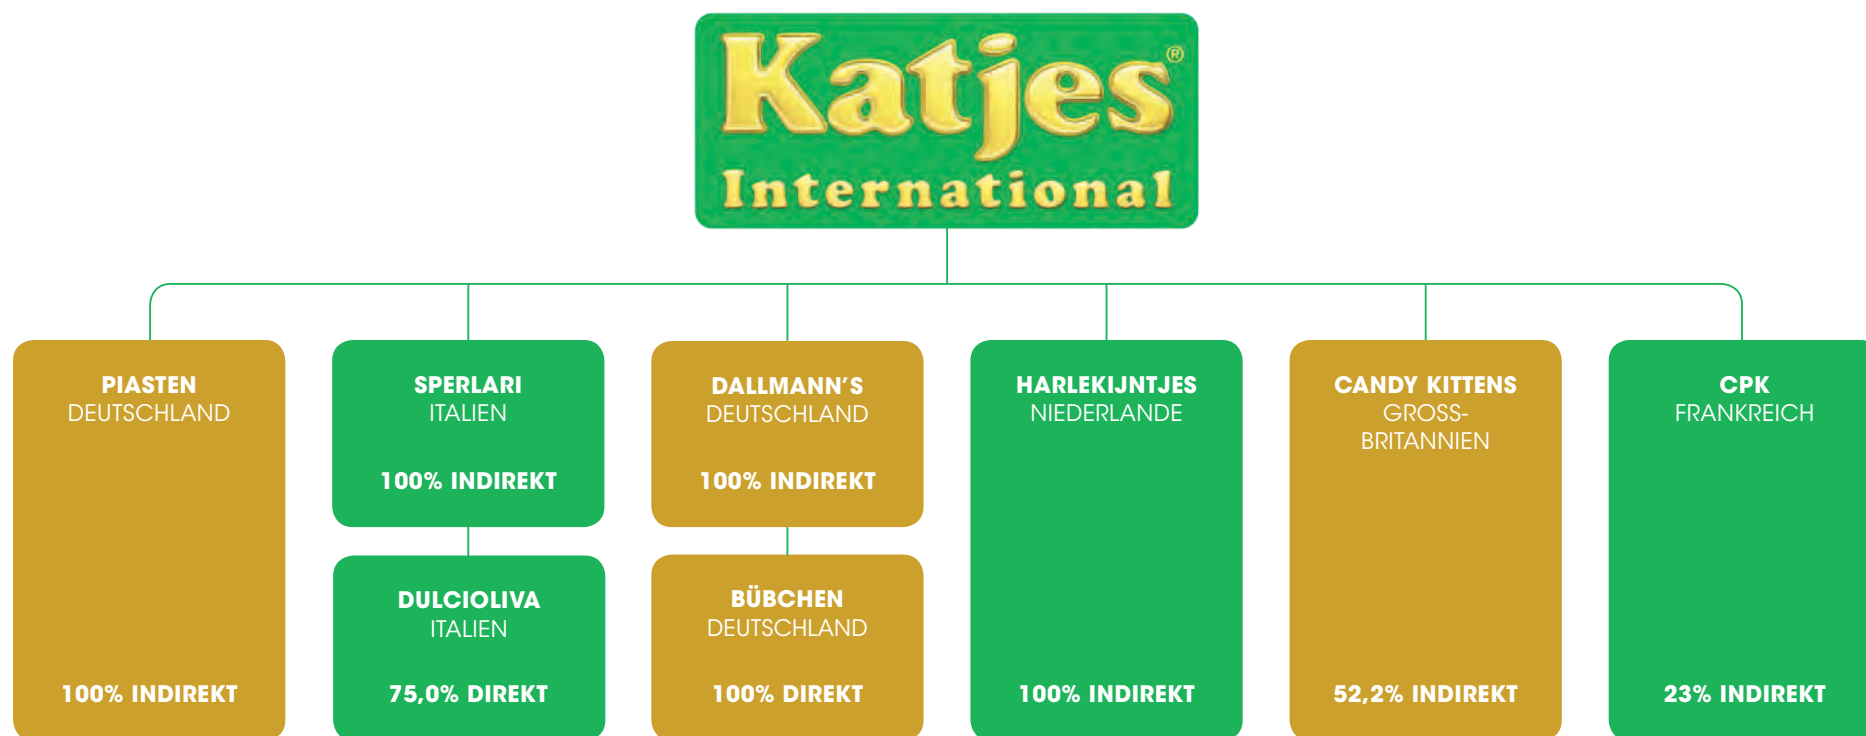 Katjes®
International
PIASTEN
DEUTSCHLAND
100% INDIREKT
SPERLARI
ITALIEN
100% INDIREKT
DULCIOLIVA
ITALIEN
75,0% DIREKT
DALLMANN’S
DEUTSCHLAND
100% INDIREKT
BÜBCHEN
DEUTSCHLAND
100% DIREKT
HARLEKIJNTJES
NIEDERLANDE
100% INDIREKT
CANDY KITTENS
GROSS-
BRITANNIEN
52,2% INDIREKT
CPK
FRANKREICH
23% INDIREKT